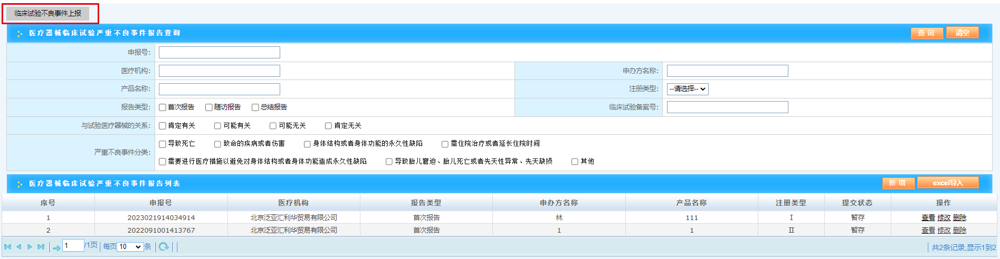 临床试验不良事件上报
医疗器械临床试验严重不良事件报告查询 查 询 清空
申报号:
医疗机构: 申办方名称:
产品名称: 注册类型: --请选择--
报告类型: 首次报告 随访报告 总结报告 临床试验备案号:
与试验医疗器械的关系: 肯定有关 可能有关 可能无关 肯定无关
严重不良事件分类: 导致死亡 致命的疾病或者伤害 身体结构或者身体功能的永久性缺陷 需住院治疗或者延长住院时间
需要进行医疗措施以避免对身体结构或者身体功能造成永久性缺陷 导致胎儿窘迫、胎儿死亡或者先天性异常、先天缺损 其他
医疗器械临床试验严重不良事件报告列表 新 增 excel导入
序号 申报号 医疗机构 报告类型 申办方名称 产品名称 注册类型 提交状态 操作
1 2023021914034914 北京泛亚汇利华贸易有限公司 首次报告 林 111 Ⅰ 暂存 查看 修改 删除
2 2022091001413767 北京泛亚汇利华贸易有限公司 首次报告 1 1 Ⅱ 暂存 查看 修改 删除
1 /1页 每页 10 条 共2条记录,显示1到2